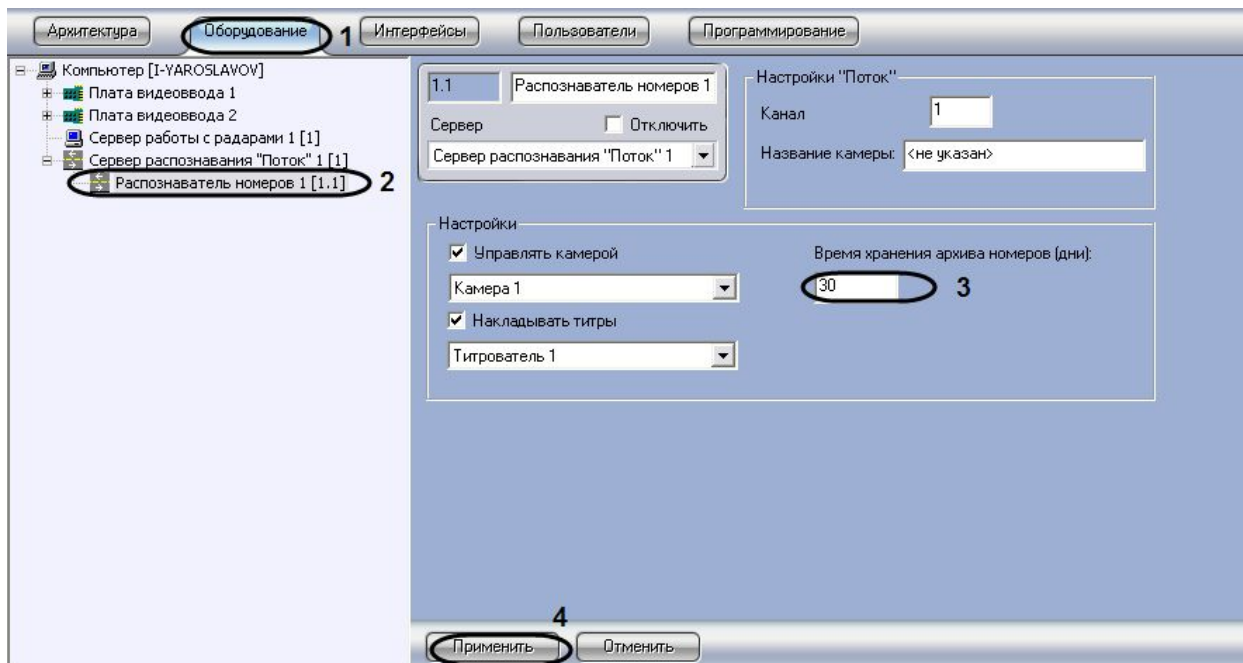 Архитектура Оборудование 1 Интерфейсы Пользователи Программирование
Компьютер [I-YAROSLAVOV]
Плата видеоввода 1
Плата видеоввода 2
Сервер работы с радарами 1 [1]
Сервер распознавания "Поток" 1 [1]
Распознаватель номеров 1 [1.1] 2
1.1 Распознаватель номеров 1
Сервер Отключить
Сервер распознавания "Поток" 1
Настройки "Поток"
Канал 1
Название камеры: <не указан>
Настройки
Управлять камерой
Камера 1
Накладывать титры
Титрователь 1
Время хранения архива номеров (дни):
30 3
4
Применить Отменить